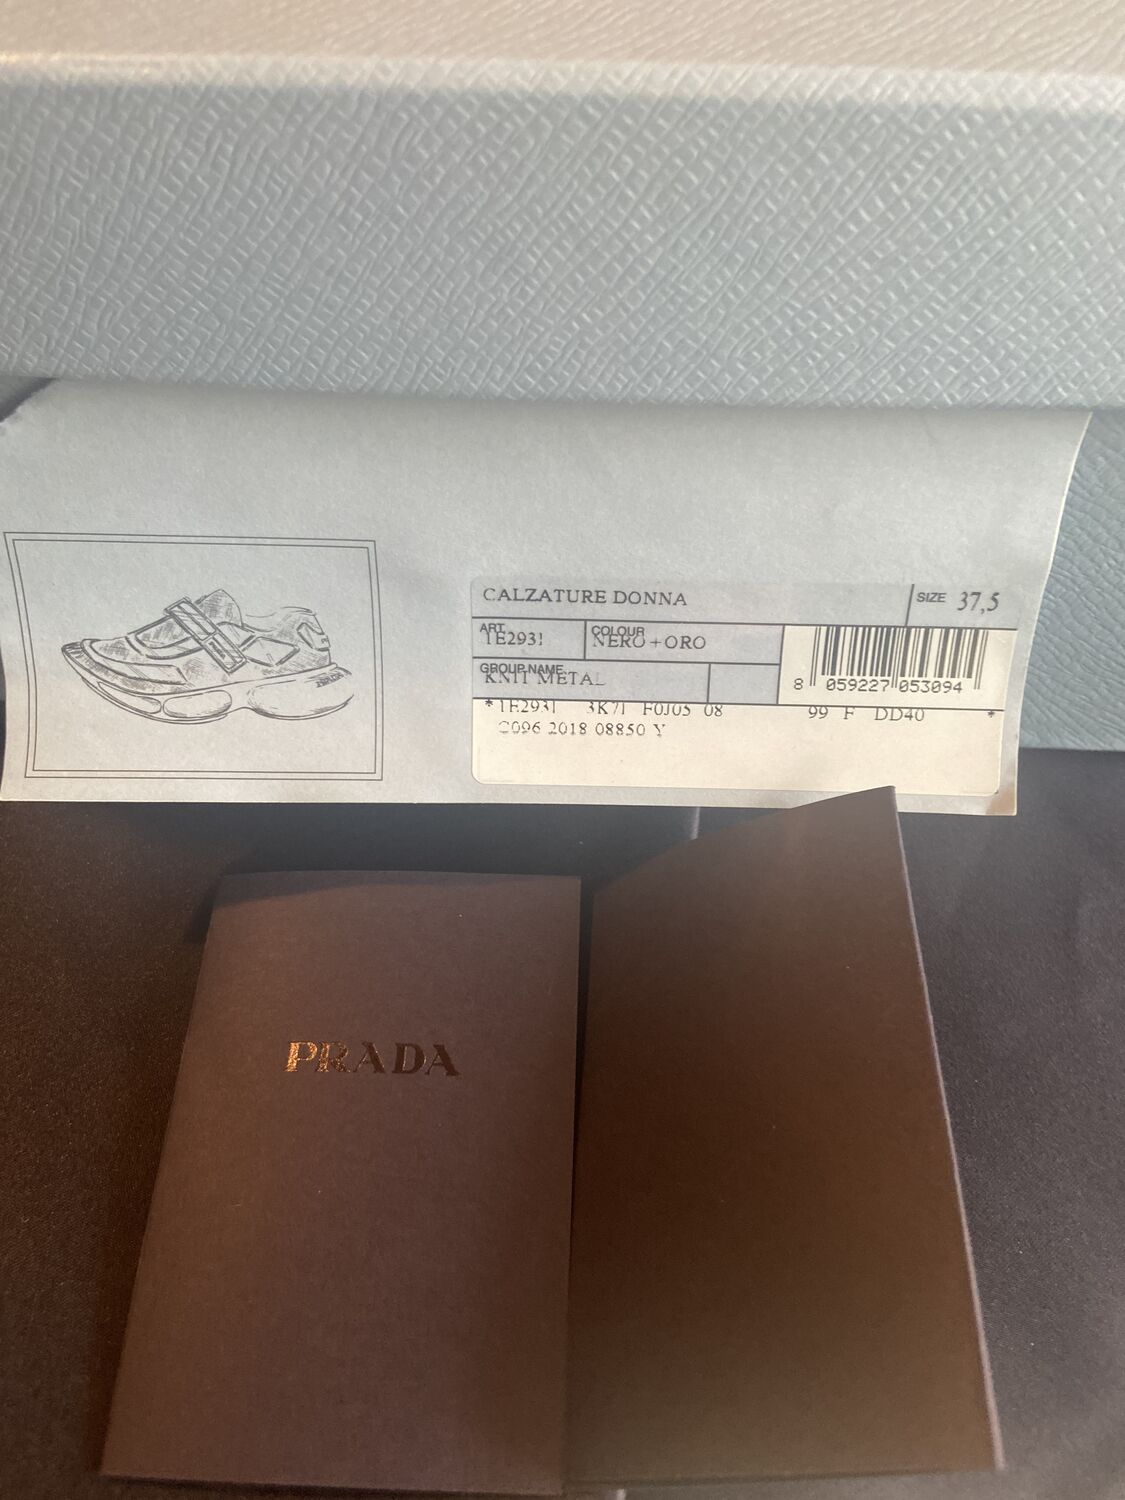 CALZATURE DONNA
SIZE 37,5
ART.
1E2931
COLOUR
NERO+ORO
GROUP NAME
KNIT METAL
8 059227 053094
* 1E2931 3K71 F0J05 08 99 F DD40 *
C096 2018 08850 Y
PRADA
PRADA